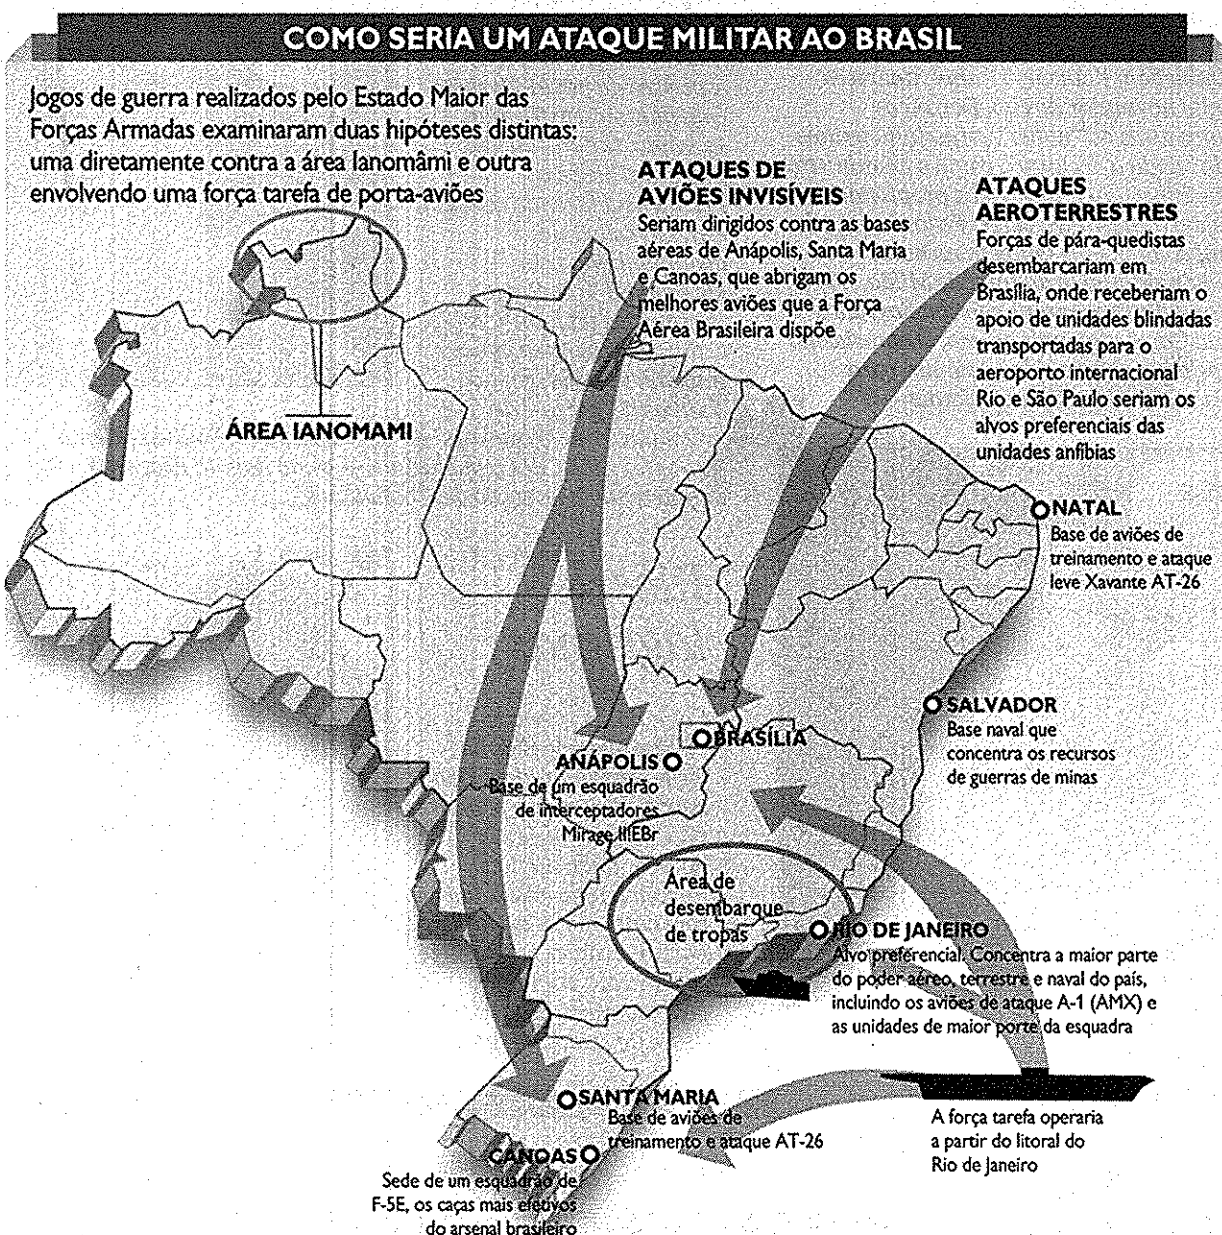 COMO SERIA UM ATAQUE MILITAR AO BRASIL
Jogos de guerra realizados pelo Estado Maior das
Forças Armadas examinaram duas hipóteses distintas:
uma diretamente contra a área Ianomâmi e outra
envolvendo uma força tarefa de porta-aviões
ATAQUES DE
AVIÕES INVISÍVEIS
Seriam dirigidos contra as bases
aéreas de Anápolis, Santa Maria
e Canoas, que abrigam os
melhores aviões que a Força
Aérea Brasileira dispõe
ATAQUES
AEROTERRESTRES
Forças de pára-quedistas
desembarcariam em
Brasília, onde receberiam o
apoio de unidades blindadas
transportadas para o
aeroporto internacional
Rio e São Paulo seriam os
alvos preferenciais das
unidades anfíbias
ÁREA IANOMAMI
NATAL
Base de aviões de
treinamento e ataque
leve Xavante AT-26
SALVADOR
Base naval que
concentra os recursos
de guerras de minas
BRASÍLIA
ANÁPOLIS
Base de um esquadrão
de interceptadores
Mirage IIIEBr
Área de
desembarque
de tropas
RIO DE JANEIRO
Alvo preferencial. Concentra a maior parte
do poder aéreo, terrestre e naval do país,
incluindo os aviões de ataque A-1 (AMX) e
as unidades de maior porte da esquadra
A força tarefa operaria
a partir do litoral do
Rio de Janeiro
SANTA MARIA
Base de aviões de
treinamento e ataque AT-26
CANOAS
Sede de um esquadrão de
F-5E, os caças mais efetivos
do arsenal brasileiro